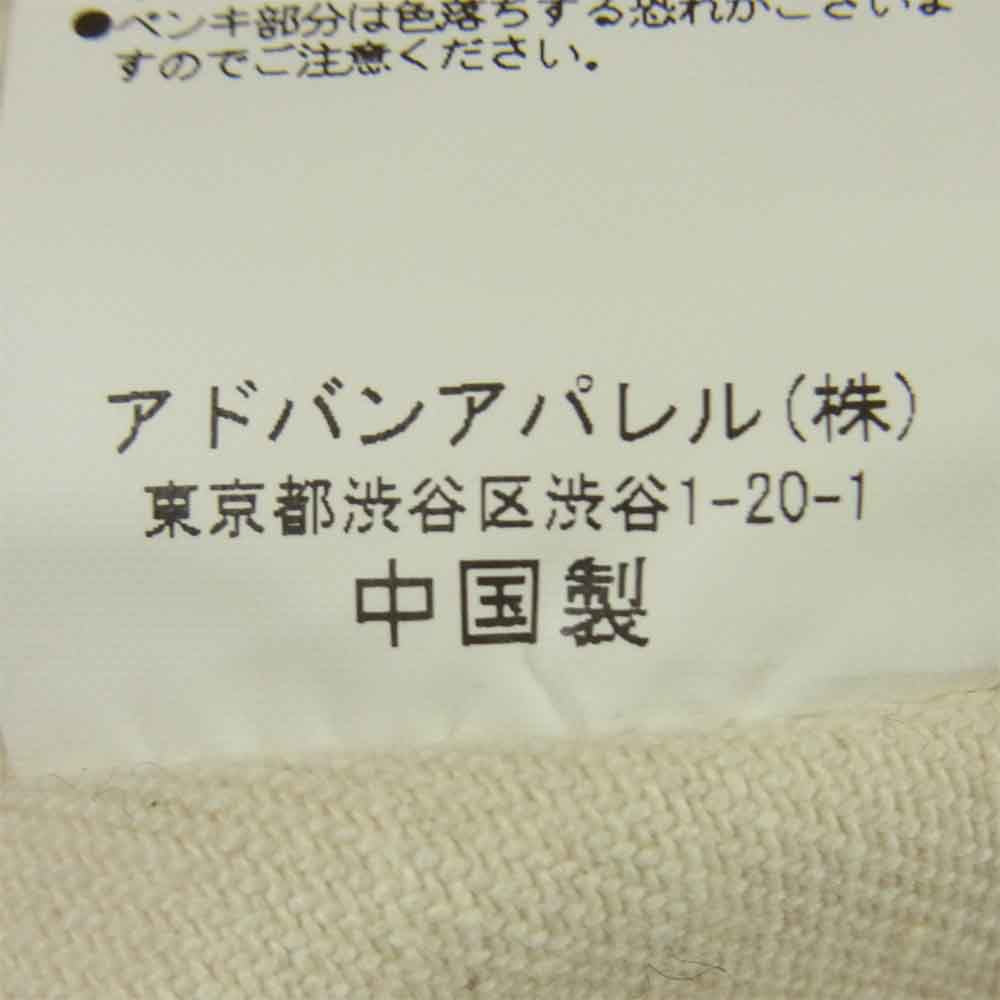 ●ペンキ部分は色落ちする恐れがございま
すのでご注意ください。
アドバンアパレル(株)
東京都渋谷区渋谷1-20-1
中国製